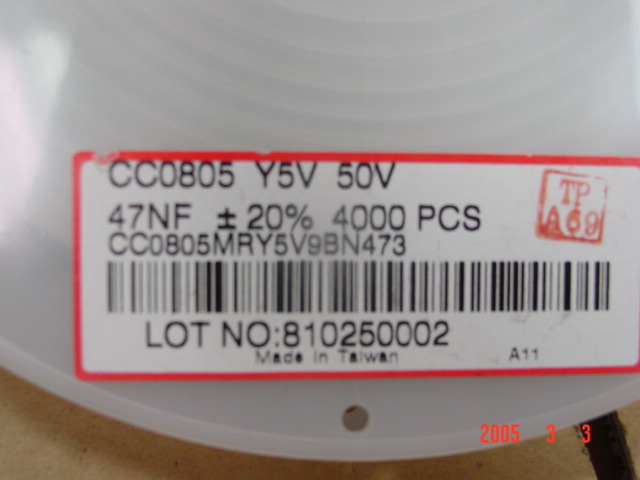 CC0805 Y5V 50V
47NF ±20% 4000 PCS
TP
A69
CC0805MRY5V9BN473
LOT NO:810250002
Made in Taiwan
A11
2005 3 3